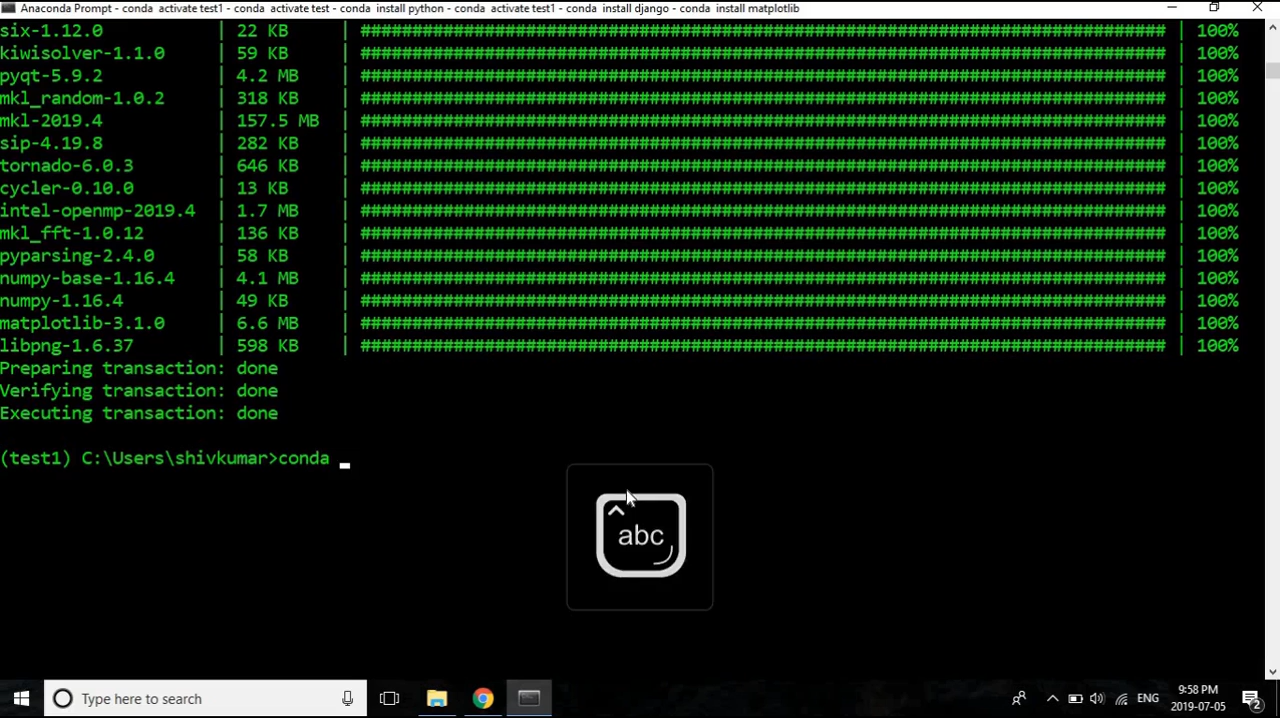 Anaconda Prompt - conda  activate test1 - conda  activate test - conda  install python - conda  activate test1 - conda  install django - conda  install matplotlib
six-1.12.0 | 22 KB | ############################################################################## | 100%
kiwisolver-1.1.0 | 59 KB | ############################################################################## | 100%
pyqt-5.9.2 | 4.2 MB | ############################################################################## | 100%
mkl_random-1.0.2 | 318 KB | ############################################################################## | 100%
mkl-2019.4 | 157.5 MB | ############################################################################## | 100%
sip-4.19.8 | 282 KB | ############################################################################## | 100%
tornado-6.0.3 | 646 KB | ############################################################################## | 100%
cycler-0.10.0 | 13 KB | ############################################################################## | 100%
intel-openmp-2019.4 | 1.7 MB | ############################################################################## | 100%
mkl_fft-1.0.12 | 136 KB | ############################################################################## | 100%
pyparsing-2.4.0 | 58 KB | ############################################################################## | 100%
numpy-base-1.16.4 | 4.1 MB | ############################################################################## | 100%
numpy-1.16.4 | 49 KB | ############################################################################## | 100%
matplotlib-3.1.0 | 6.6 MB | ############################################################################## | 100%
libpng-1.6.37 | 598 KB | ############################################################################## | 100%
Preparing transaction: done
Verifying transaction: done
Executing transaction: done
(test1) C:\Users\shivkumar>conda _
abc
Type here to search
ENG
9:58 PM
2019-07-05
2